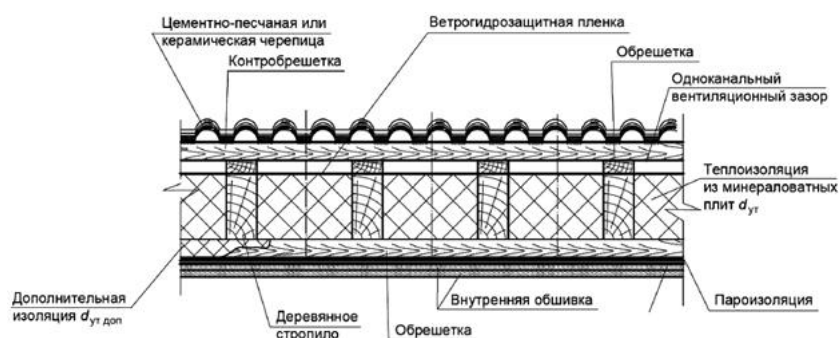 Цементно-песчаная или
керамическая черепица
Контробрешетка
Ветрогидрозащитная пленка
Обрешетка
Одноканальный
вентиляционный зазор
Теплоизоляция
из минераловатных
плит dут
Дополнительная
изоляция dут доп
Деревянное
стропило
Обрешетка
Внутренняя обшивка
Пароизоляция